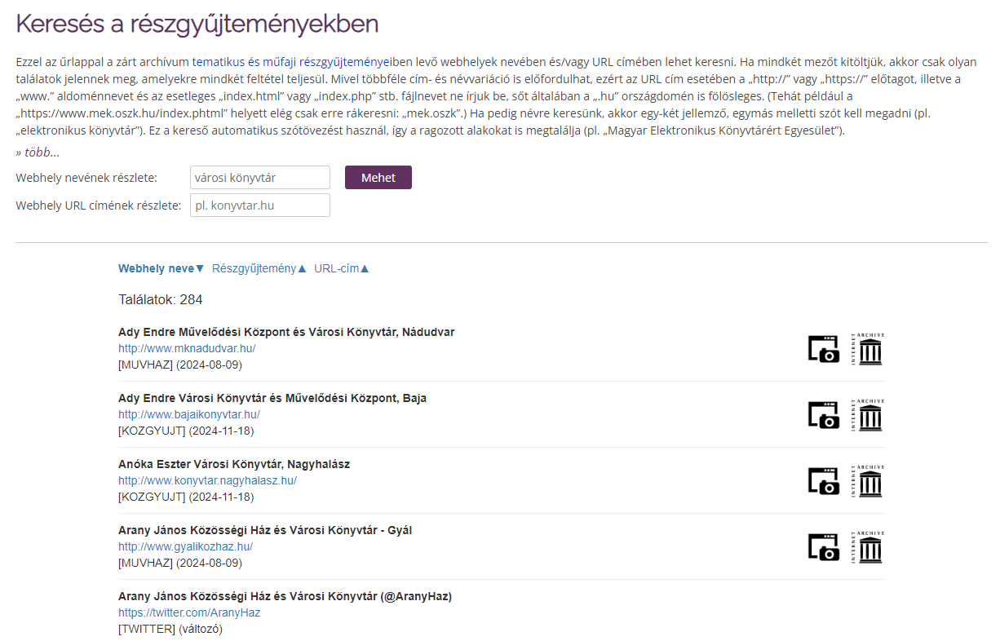 Keresés a részgyűjteményekben
Ezzel az űrlappal a zárt archívum tematikus és műfaji részgyűjteményeiben levő webhelyek nevében és/vagy URL címében lehet keresni. Ha mindkét mezőt kitöltjük, akkor csak olyan
találatok jelennek meg, amelyekre mindkét feltétel teljesül. Mivel többféle cím- és névvariáció is előfordulhat, ezért az URL cím esetében a „http://” vagy „https://” előtagot, illetve a
„www.” aldoménnevet és az esetleges „index.html” vagy „index.php” stb. fájlnevet ne írjuk be, sőt általában a „.hu” országdomén is fölösleges. (Tehát például a
„https://www.mek.oszk.hu/index.phtml” helyett elég csak erre rákeresni: „mek.oszk”.) Ha pedig névre keresünk, akkor egy-két jellemző, egymás melletti szót kell megadni (pl.
„elektronikus könyvtár”). Ez a kereső automatikus szótövezést használ, így a ragozott alakokat is megtalálja (pl. „Magyar Elektronikus Könyvtárért Egyesület”).
» több...
Webhely nevének részlete: városi könyvtár Mehet
Webhely URL címének részlete: pl. konyvtar.hu
Webhely neve▼ Részgyűjtemény▲ URL-cím▲
Találatok: 284
Ady Endre Művelődési Központ és Városi Könyvtár, Nádudvar
http://www.mknadudvar.hu/
[MUVHAZ] (2024-08-09)
INTERNET ARCHIVE
Ady Endre Városi Könyvtár és Művelődési Központ, Baja
http://www.bajaikonyvtar.hu/
[KOZGYUJT] (2024-11-18)
INTERNET ARCHIVE
Anóka Eszter Városi Könyvtár, Nagyhalász
http://www.konyvtar.nagyhalasz.hu/
[KOZGYUJT] (2024-11-18)
INTERNET ARCHIVE
Arany János Közösségi Ház és Városi Könyvtár - Gyál
http://www.gyalikozhaz.hu/
[MUVHAZ] (2024-08-09)
INTERNET ARCHIVE
Arany János Közösségi Ház és Városi Könyvtár (@AranyHaz)
https://twitter.com/AranyHaz
[TWITTER] (változó)